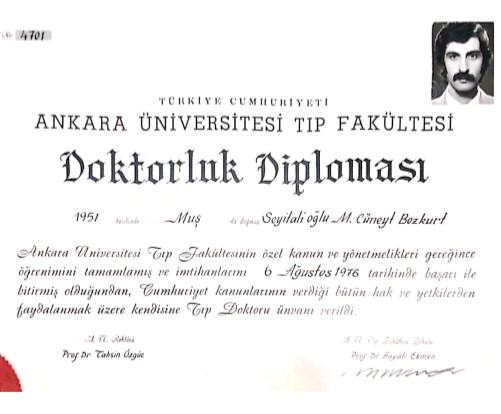 No 4701
TÜRKİYE CUMHURİYETİ
ANKARA ÜNİVERSİTESİ TIP FAKÜLTESİ
Doktorluk Diploması
1951 tarihinde Muş da doğmuş Seyitali oğlu M. Cüneyt Bozkurt
Ankara Üniversitesi Tıp Fakültesinin özel kanun ve yönetmelikleri gereğince
öğrenimini tamamlamış ve imtihanlarını 6 Ağustos 1976 tarihinde başarı ile
bitirmiş olduğundan, Cumhuriyet kanunlarının verdiği bütün hak ve yetkilerden
faydalanmak üzere kendisine Tıp Doktoru ünvanı verildi.
A. Ü. Rektörü
Prof Dr Tahsin Özgüç
A. Ü. Tıp Fakültesi Dekanı
Prof Dr Hayati Ekmen